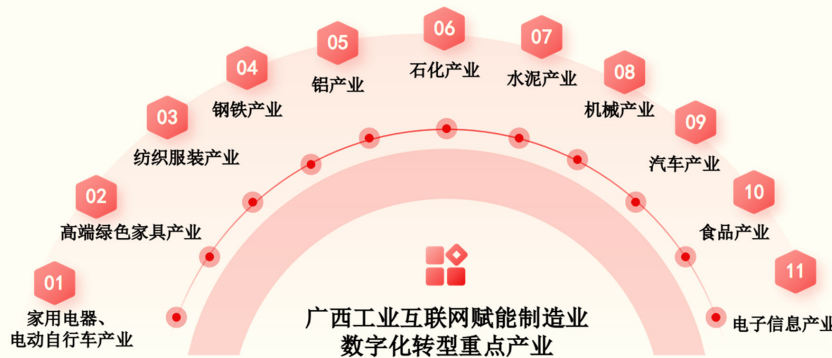 01
家用电器、
电动自行车产业
02
高端绿色家具产业
03
纺织服装产业
04
钢铁产业
05
铝产业
06
石化产业
07
水泥产业
08
机械产业
09
汽车产业
10
食品产业
11
电子信息产业
广西工业互联网赋能制造业
数字化转型重点产业